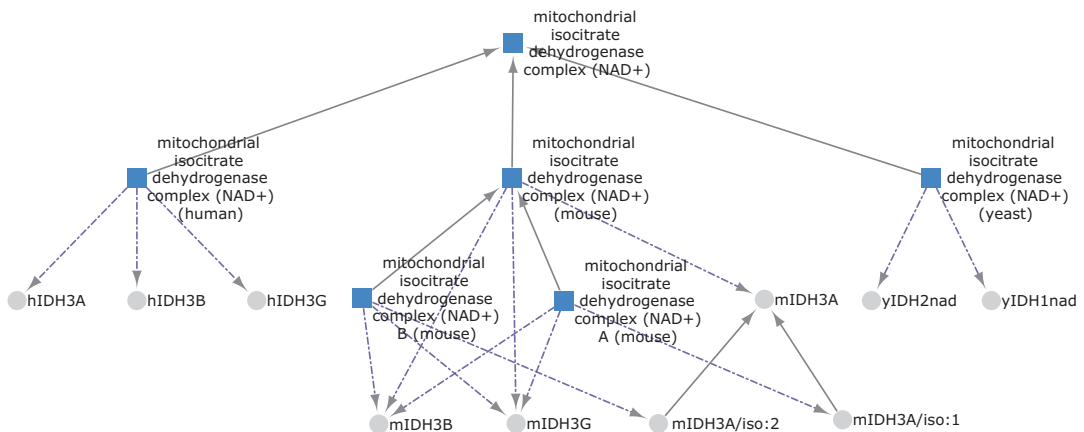 mitochondrial
isocitrate
dehydrogenase
complex (NAD+)
mitochondrial
isocitrate
dehydrogenase
complex (NAD+)
(human)
mitochondrial
isocitrate
dehydrogenase
complex (NAD+)
(mouse)
mitochondrial
isocitrate
dehydrogenase
complex (NAD+)
(yeast)
hIDH3A
hIDH3B
hIDH3G
mitochondrial
isocitrate
dehydrogenase
complex (NAD+)
B (mouse)
mitochondrial
isocitrate
dehydrogenase
complex (NAD+)
A (mouse)
mIDH3A
yIDH2nad
yIDH1nad
mIDH3B
mIDH3G
mIDH3A/iso:2
mIDH3A/iso:1